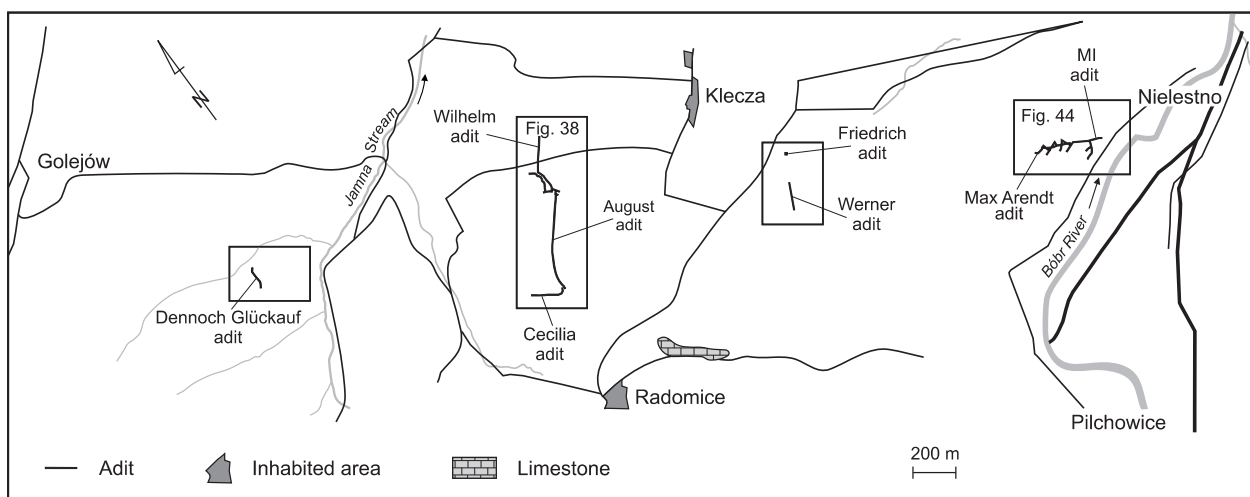 MI
adit
Nielestno
Klecza
Wilhelm
adit
Fig. 38
Fig. 44
Friedrich
adit
Golejów
Jamna Stream
Max Arendt
adit
August
adit
Werner
adit
Bóbr River
Dennoch Glückauf
adit
Cecilia
adit
Radomice
Pilchowice
N
Adit
Inhabited area
Limestone
200 m